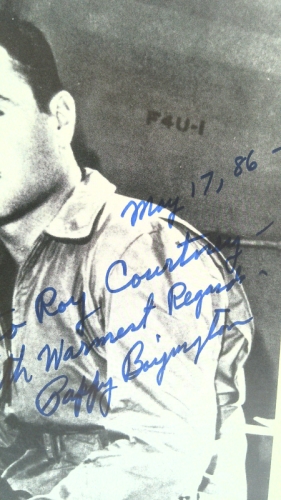 F4U-1
May 17, 86 -
To Roy Courtney -
With Warmest Regards -
Pappy Boyington